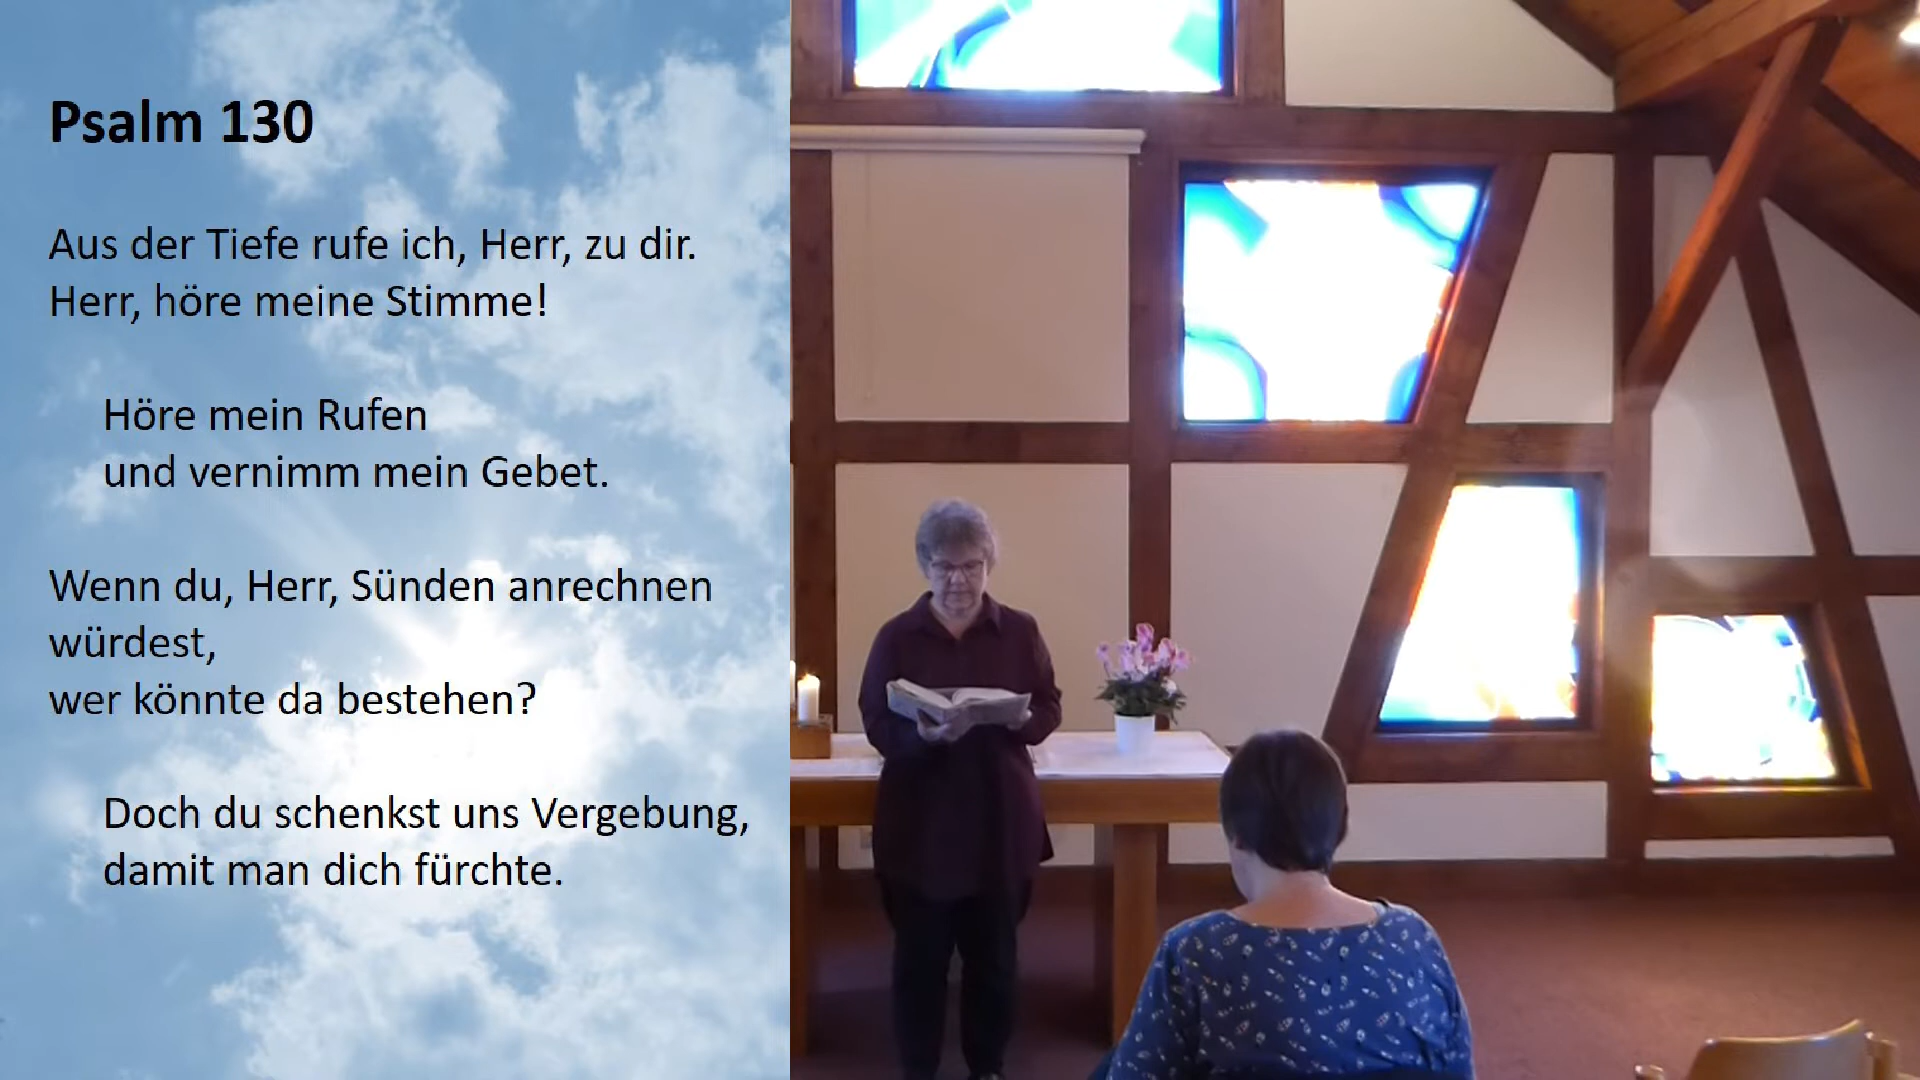 Psalm 130
Aus der Tiefe rufe ich, Herr, zu dir.
Herr, höre meine Stimme!
Höre mein Rufen
und vernimm mein Gebet.
Wenn du, Herr, Sünden anrechnen
würdest,
wer könnte da bestehen?
Doch du schenkst uns Vergebung,
damit man dich fürchte.